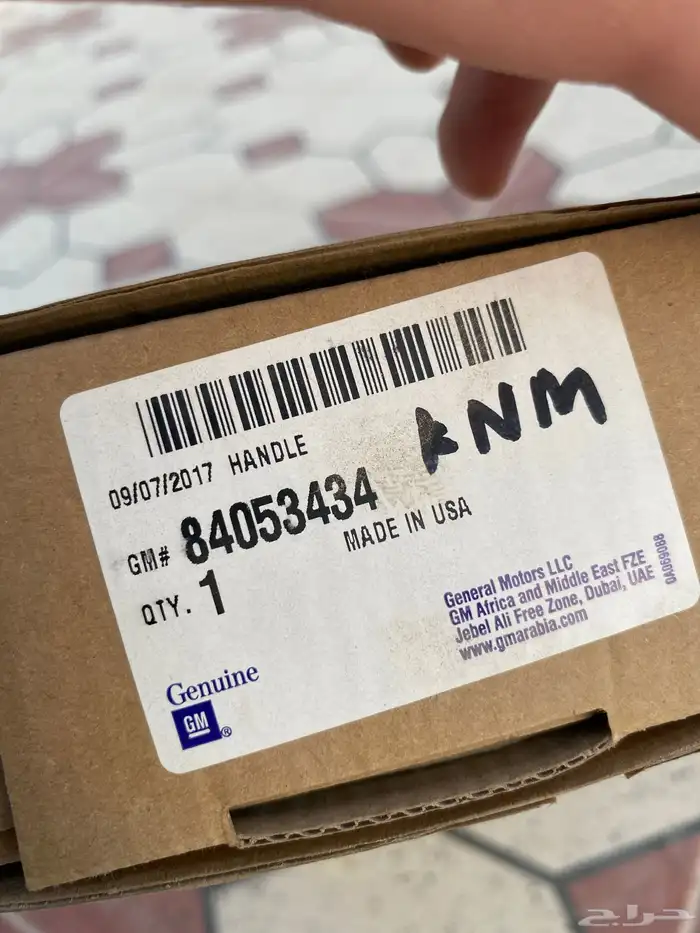 09/07/2017 HANDLE
GM# 84053434
MADE IN USA
QTY. 1
General Motors LLC
GM Africa and Middle East FZE
Jebel Ali Free Zone, Dubai, UAE
www.gmarabia.com
0A069088
Genuine
GM®
حراج